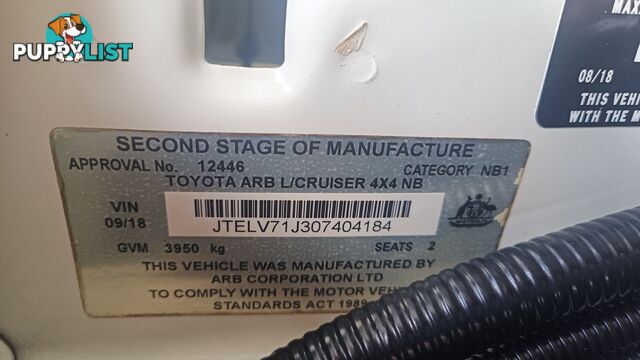 PUPPYLIST
MAX
08/18
THIS VEHI
WITH THE M
SECOND STAGE OF MANUFACTURE
APPROVAL No. 12446 CATEGORY NB1
TOYOTA ARB L/CRUISER 4X4 NB
VIN
09/18
JTELV71J307404184
GVM 3950 kg SEATS 2
THIS VEHICLE WAS MANUFACTURED BY
ARB CORPORATION LTD
TO COMPLY WITH THE MOTOR VEHIC
STANDARDS ACT 1989